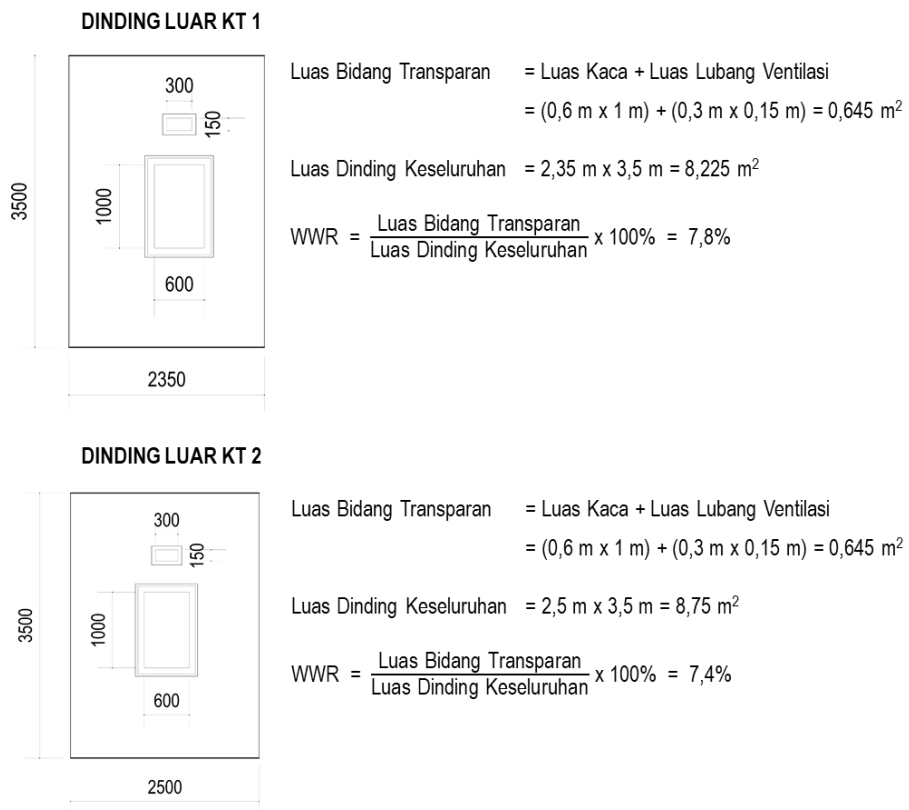 DINDING LUAR KT 1
300
150
3500
1000
600
2350
Luas Bidang Transparan = Luas Kaca + Luas Lubang Ventilasi
= (0,6 m x 1 m) + (0,3 m x 0,15 m) = 0,645 m²
Luas Dinding Keseluruhan = 2,35 m x 3,5 m = 8,225 m²
Luas Bidang Transparan
WWR = x 100% = 7,8%
Luas Dinding Keseluruhan
DINDING LUAR KT 2
300
150
3500
1000
600
2500
Luas Bidang Transparan = Luas Kaca + Luas Lubang Ventilasi
= (0,6 m x 1 m) + (0,3 m x 0,15 m) = 0,645 m²
Luas Dinding Keseluruhan = 2,5 m x 3,5 m = 8,75 m²
Luas Bidang Transparan
WWR = x 100% = 7,4%
Luas Dinding Keseluruhan